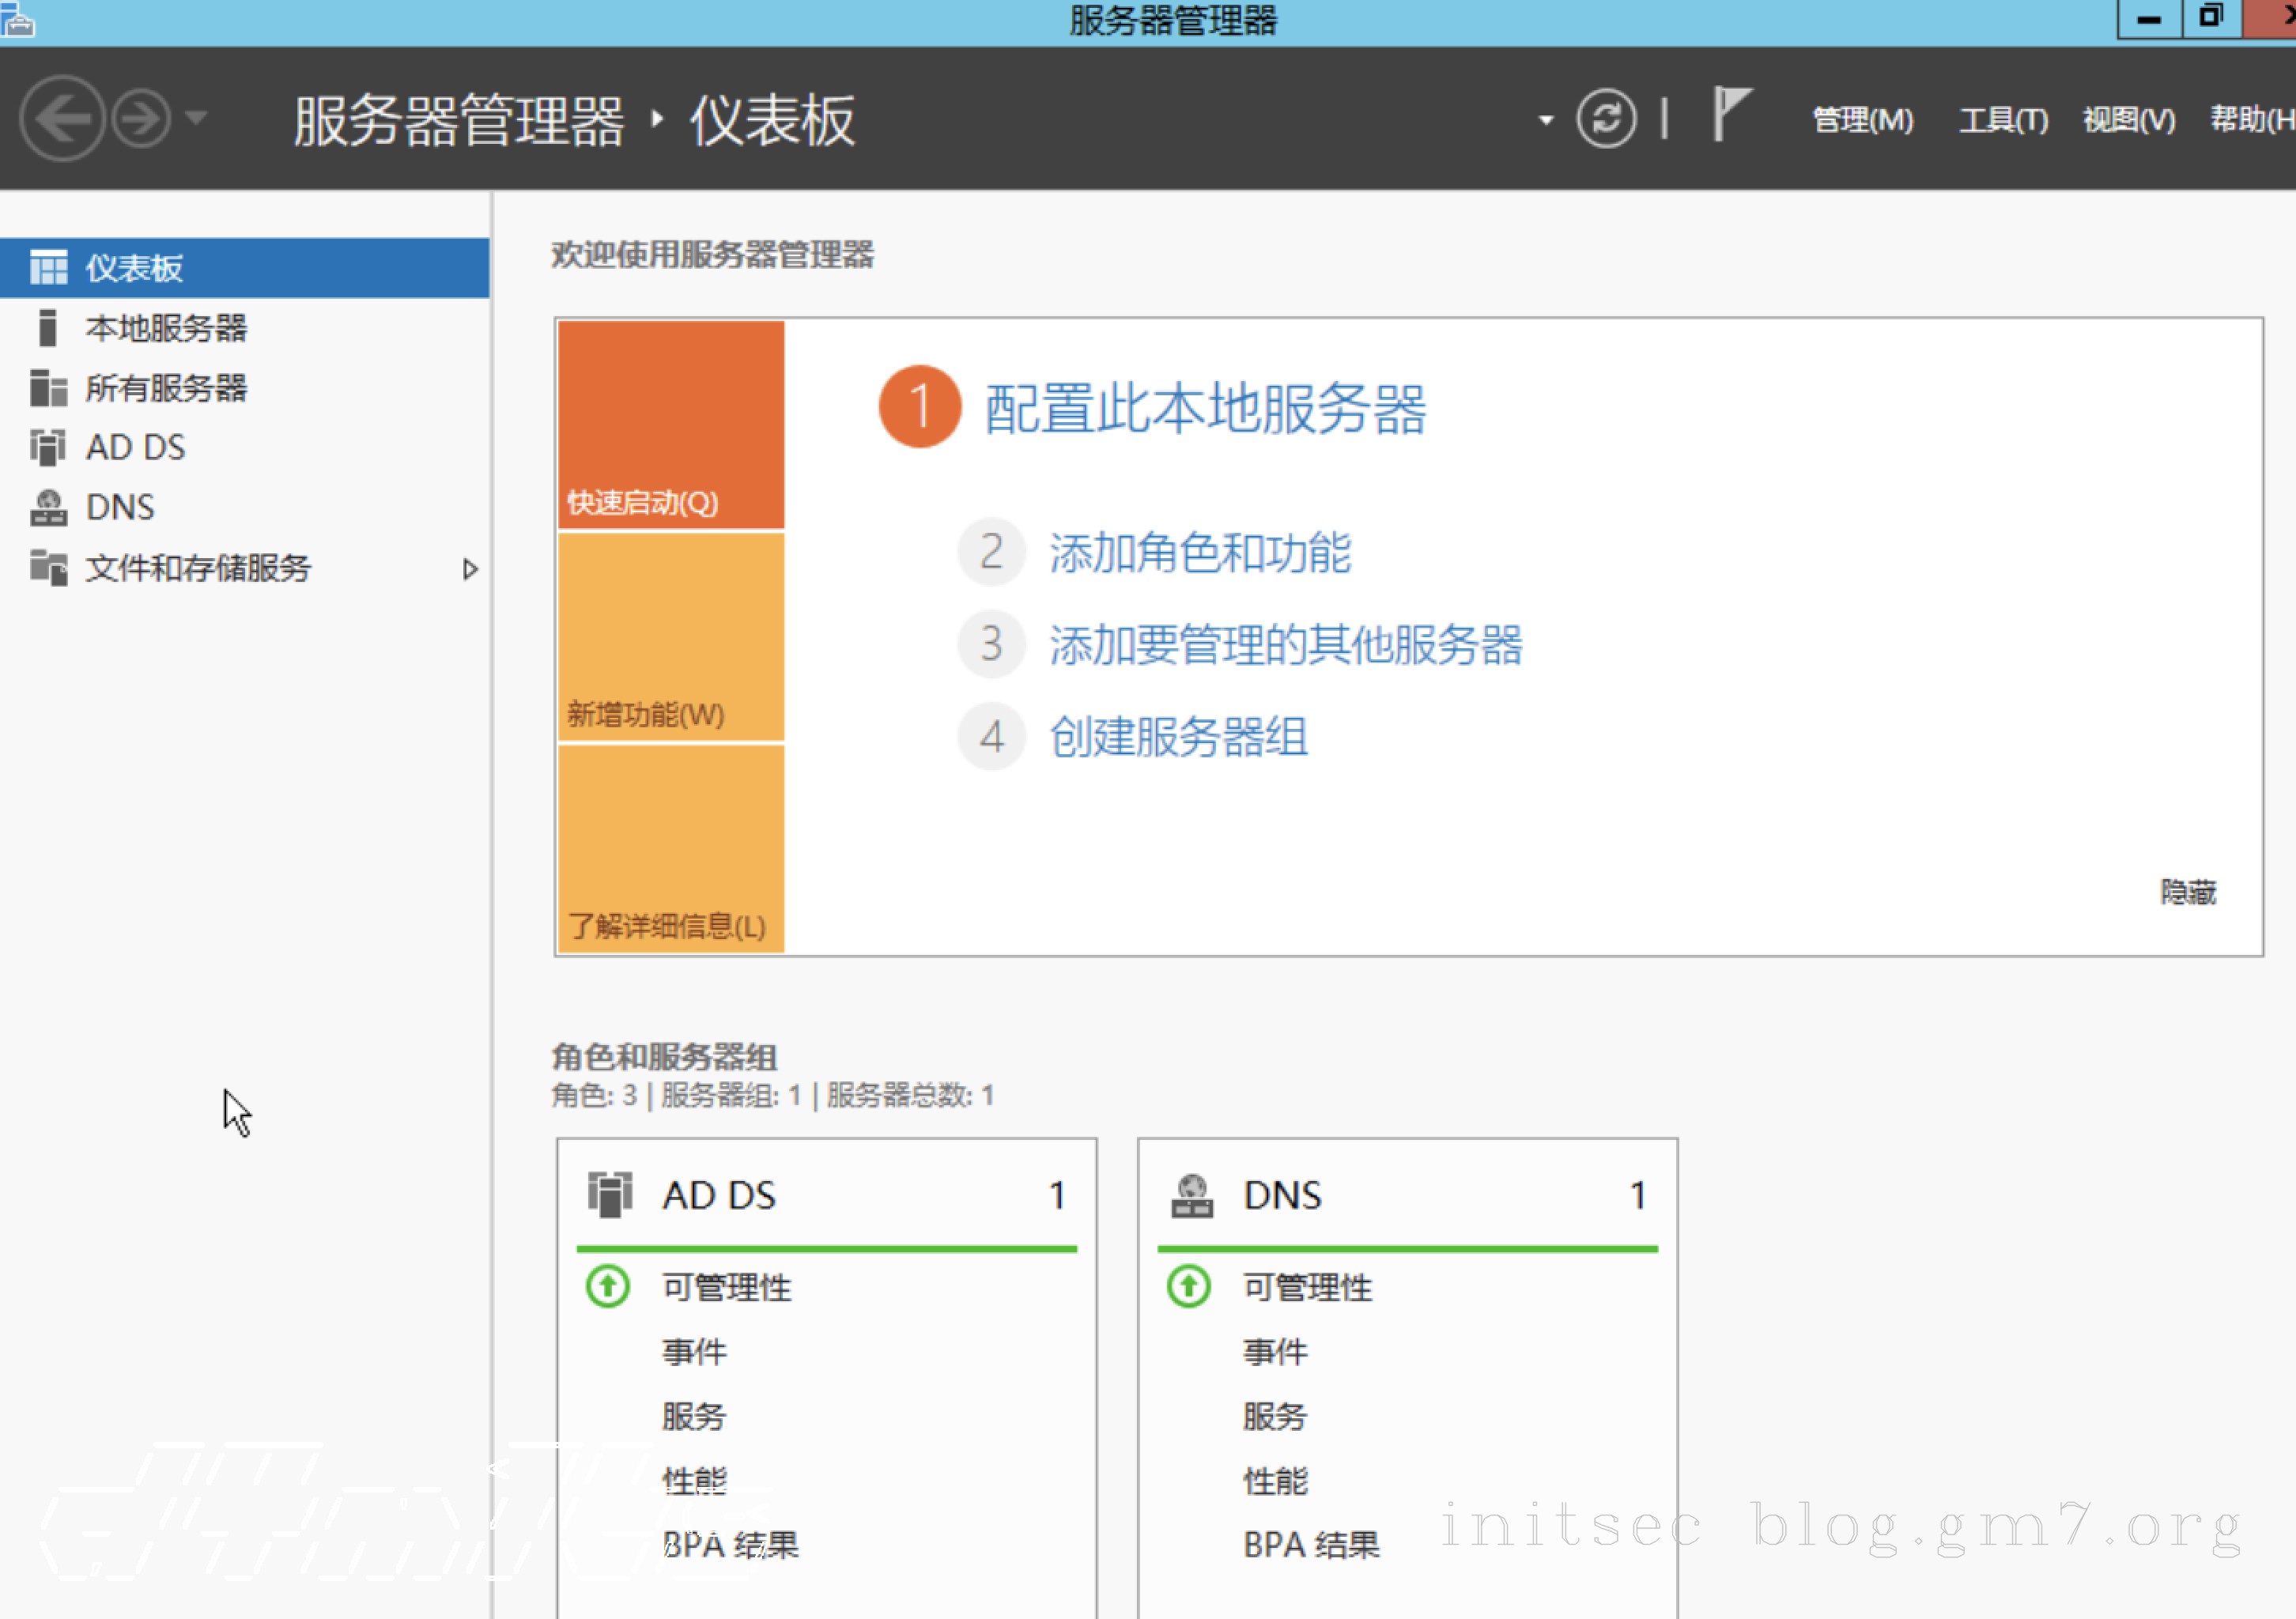 服务器管理器
服务器管理器 ‣ 仪表板
管理(M) 工具(T) 视图(V) 帮助(H
仪表板
本地服务器
所有服务器
AD DS
DNS
文件和存储服务
欢迎使用服务器管理器
快速启动(Q)
新增功能(W)
了解详细信息(L)
1 配置此本地服务器
2 添加角色和功能
3 添加要管理的其他服务器
4 创建服务器组
隐藏
角色和服务器组
角色: 3 | 服务器组: 1 | 服务器总数: 1
AD DS 1
可管理性
事件
服务
性能
BPA 结果
DNS 1
可管理性
事件
服务
性能
BPA 结果
initsec blog.gm7.org